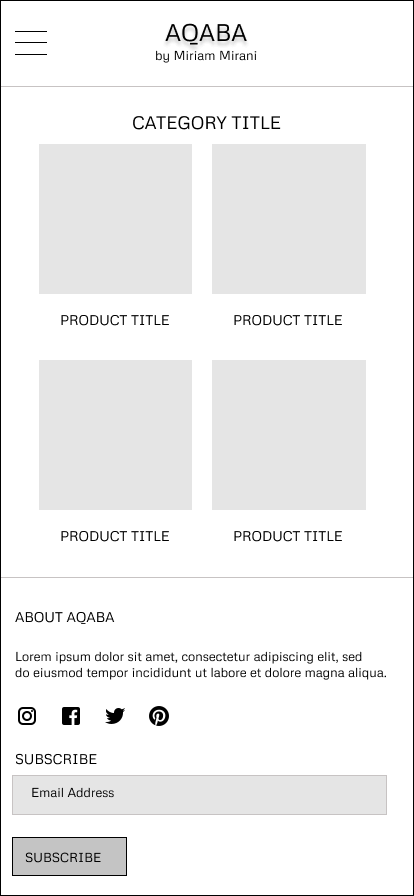 AQABA
by Miriam Mirani
CATEGORY TITLE
PRODUCT TITLE
PRODUCT TITLE
PRODUCT TITLE
PRODUCT TITLE
ABOUT AQABA
Lorem ipsum dolor sit amet, consectetur adipiscing elit, sed
do eiusmod tempor incididunt ut labore et dolore magna aliqua.
SUBSCRIBE
Email Address
SUBSCRIBE